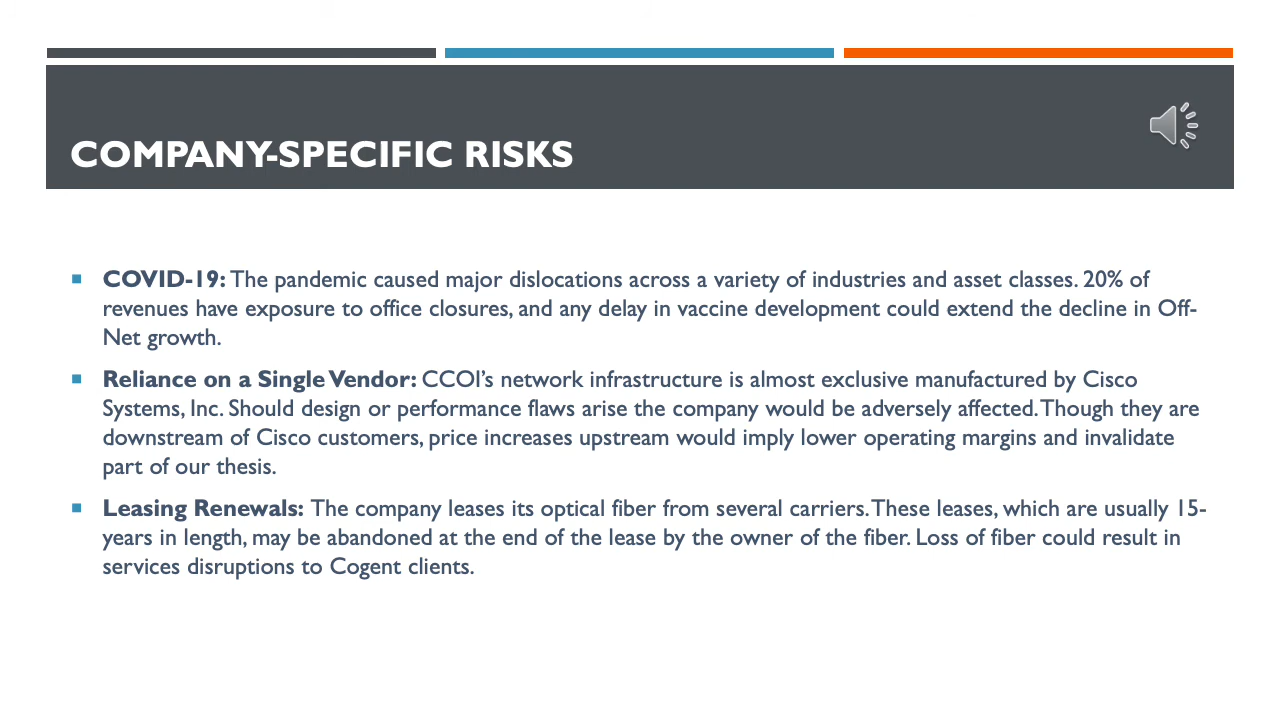 COMPANY-SPECIFIC RISKS
COVID-19: The pandemic caused major dislocations across a variety of industries and asset classes. 20% of
revenues have exposure to office closures, and any delay in vaccine development could extend the decline in Off-
Net growth.
Reliance on a Single Vendor: CCOI’s network infrastructure is almost exclusive manufactured by Cisco
Systems, Inc. Should design or performance flaws arise the company would be adversely affected. Though they are
downstream of Cisco customers, price increases upstream would imply lower operating margins and invalidate
part of our thesis.
Leasing Renewals: The company leases its optical fiber from several carriers. These leases, which are usually 15-
years in length, may be abandoned at the end of the lease by the owner of the fiber. Loss of fiber could result in
services disruptions to Cogent clients.